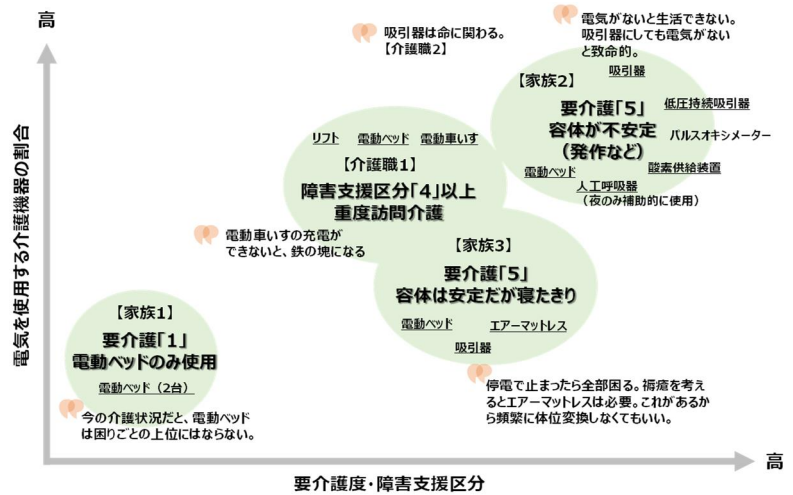 高
電気を使用する介護機器の割合
吸引器は命に関わる。
【介護職2】
電気がないと生活できない。
吸引器にしても電気がない
と致命的。
【家族2】
吸引器
要介護「5」
容体が不安定
（発作など）
低圧持続吸引器
パルスオキシメーター
酸素供給装置
電動ベッド
人工呼吸器
（夜のみ補助的に使用）
リフト 電動ベッド 電動車いす
【介護職1】
障害支援区分「4」以上
重度訪問介護
電動車いすの充電が
できないと、鉄の塊になる
【家族3】
要介護「5」
容体は安定だが寝たきり
電動ベッド エアーマットレス
吸引器
停電で止まったら全部困る。褥瘡を考え
るとエアーマットレスは必要。これがあるか
ら頻繁に体位変換しなくてもいい。
【家族1】
要介護「1」
電動ベッドのみ使用
電動ベッド（2台）
今の介護状況だと、電動ベッド
は困りごとの上位にはならない。
高
要介護度・障害支援区分